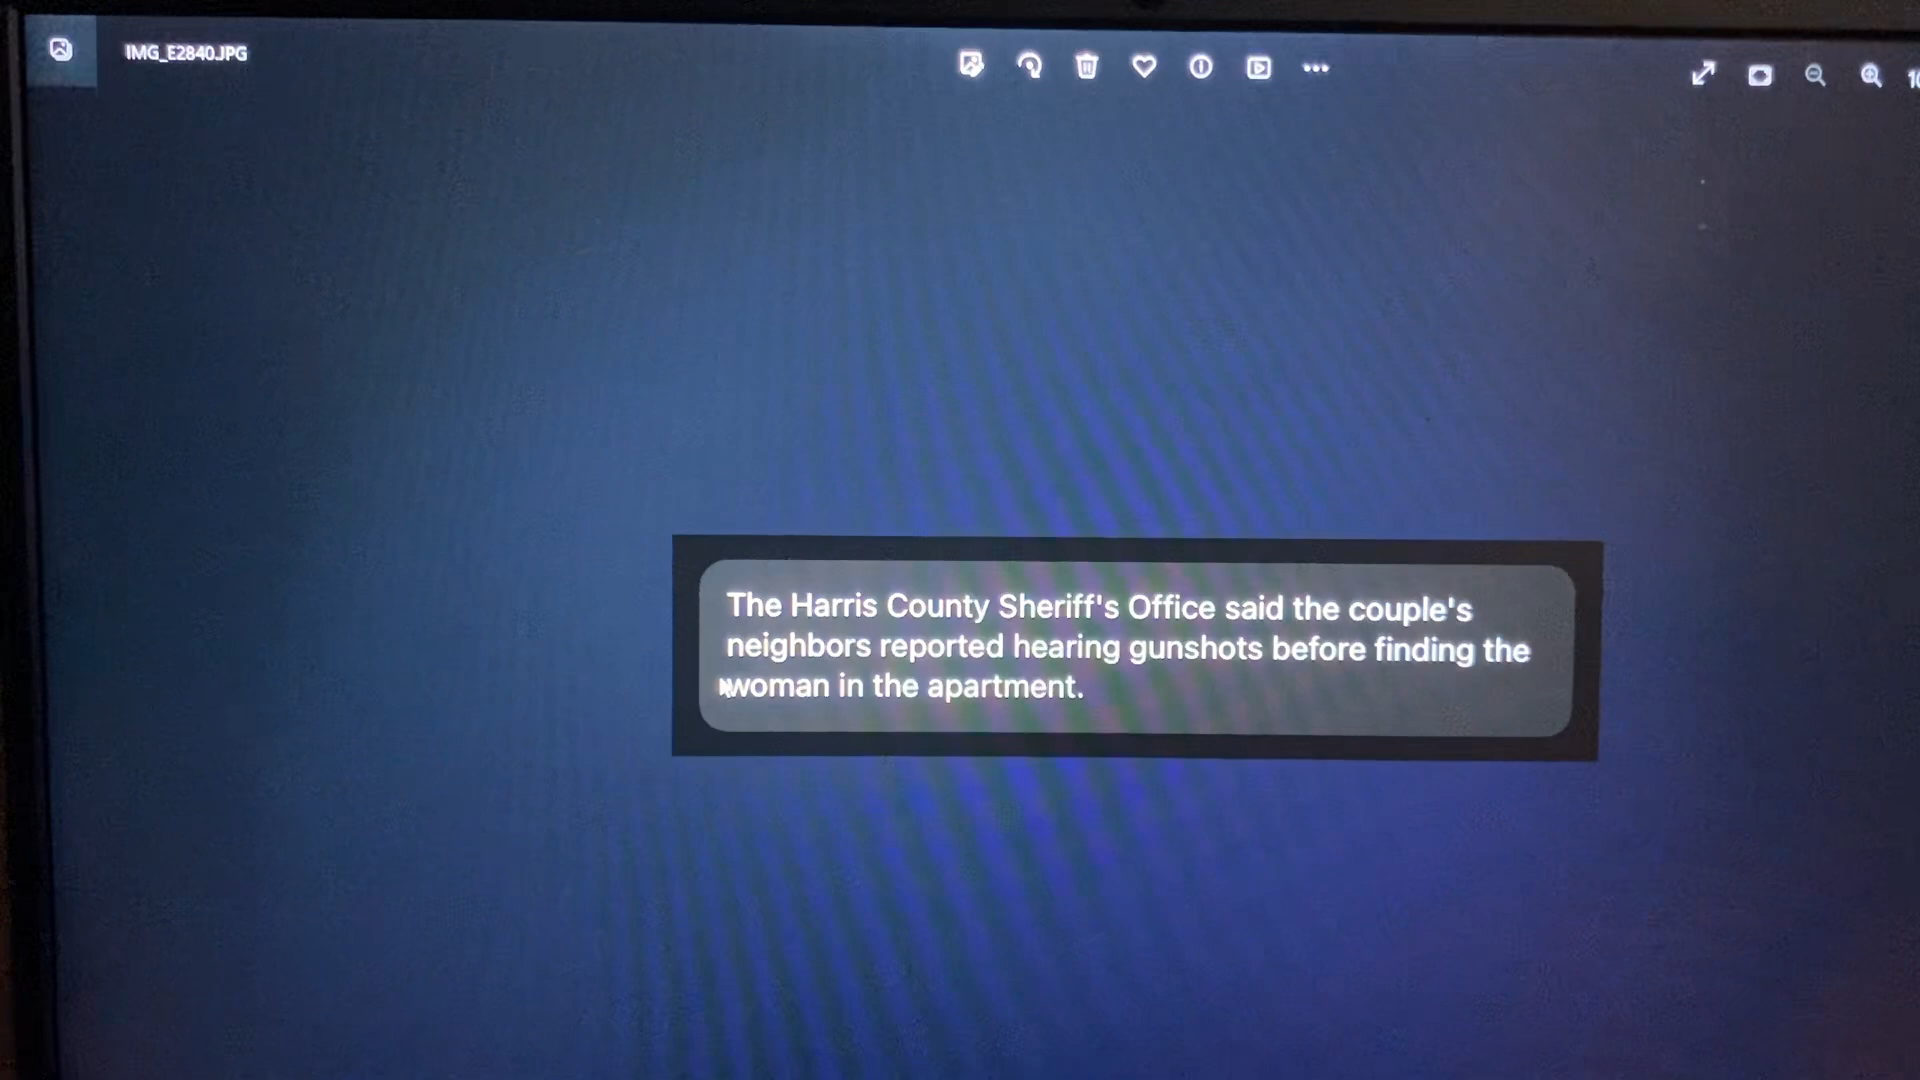 IMG_E2840.JPG
The Harris County Sheriff's Office said the couple's
neighbors reported hearing gunshots before finding the
woman in the apartment.